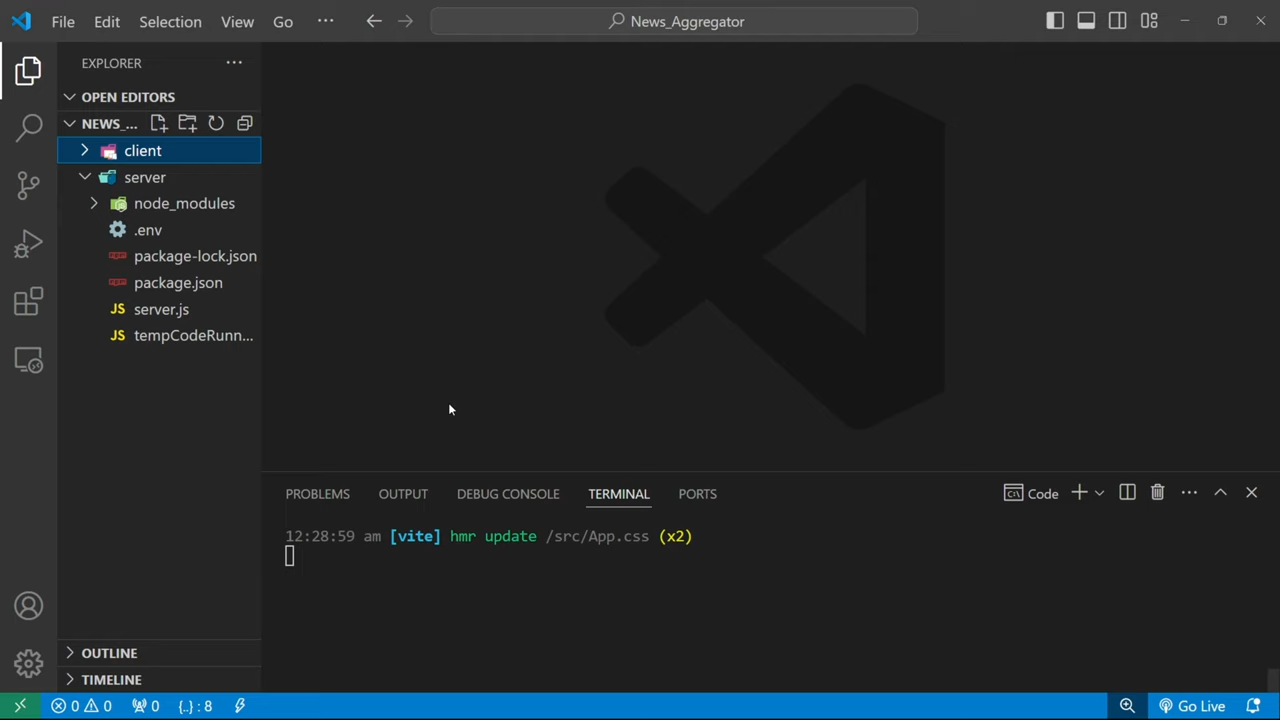 File Edit Selection View Go ··· News_Aggregator
EXPLORER ···
OPEN EDITORS
NEWS_...
client
server
node_modules
.env
package-lock.json
package.json
JS server.js
JS tempCodeRunn...
PROBLEMS OUTPUT DEBUG CONSOLE TERMINAL PORTS Code
12:28:59 am [vite] hmr update /src/App.css (x2)
OUTLINE
TIMELINE
0 0 0 {..} : 8 Go Live